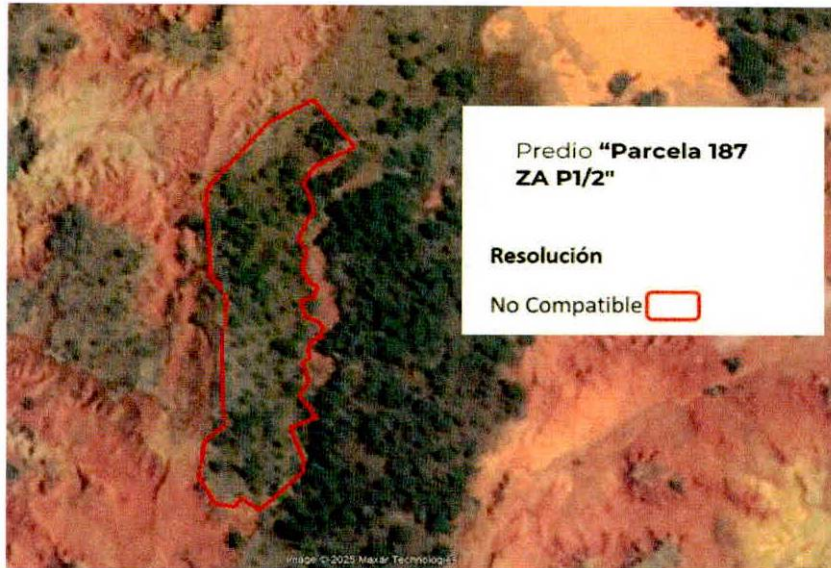 Predio "Parcela 187
ZA P1/2"
Resolución
No Compatible
Image © 2025 Maxar Technologies